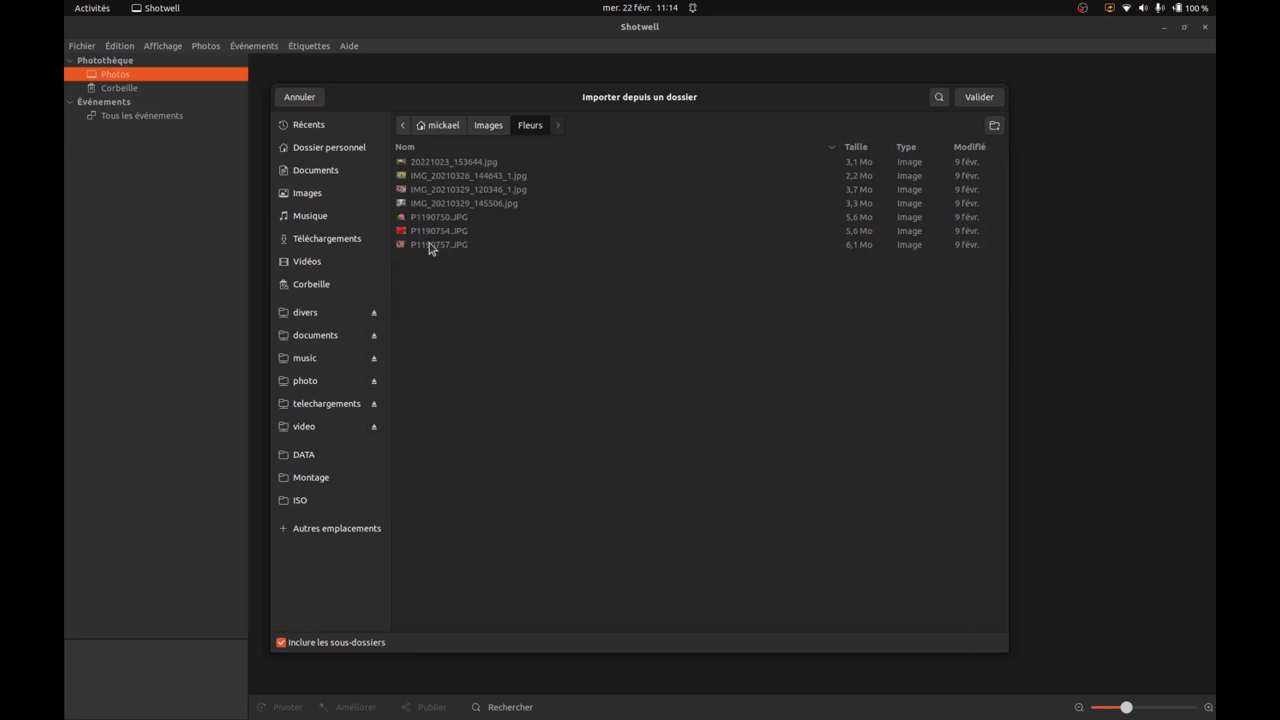 Activités Shotwell mer. 22 févr. 11:14 100 %
Shotwell
Fichier Édition Affichage Photos Événements Étiquettes Aide
Photothèque
Photos
Corbeille
Événements
Tous les événements
Annuler Importer depuis un dossier Valider
Récents
Dossier personnel
Documents
Images
Musique
Téléchargements
Vidéos
Corbeille
divers
documents
music
photo
telechargements
video
DATA
Montage
ISO
Autres emplacements
mickael Images Fleurs
Nom Taille Type Modifié
20221023_153644.jpg 3,1 Mo Image 9 févr.
IMG_20210326_144643_1.jpg 2,2 Mo Image 9 févr.
IMG_20210329_120346_1.jpg 3,7 Mo Image 9 févr.
IMG_20210329_145506.jpg 3,3 Mo Image 9 févr.
P1190750.JPG 5,6 Mo Image 9 févr.
P1190754.JPG 5,6 Mo Image 9 févr.
P1190757.JPG 6,1 Mo Image 9 févr.
Inclure les sous-dossiers
Pivoter Améliorer Publier Rechercher